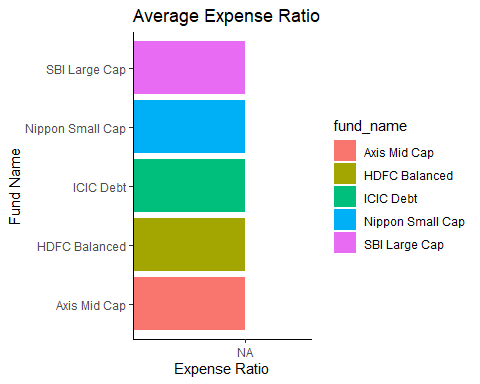 Average Expense Ratio
Fund Name
SBI Large Cap
Nippon Small Cap
ICIC Debt
HDFC Balanced
Axis Mid Cap
NA
Expense Ratio
fund_name
Axis Mid Cap
HDFC Balanced
ICIC Debt
Nippon Small Cap
SBI Large Cap